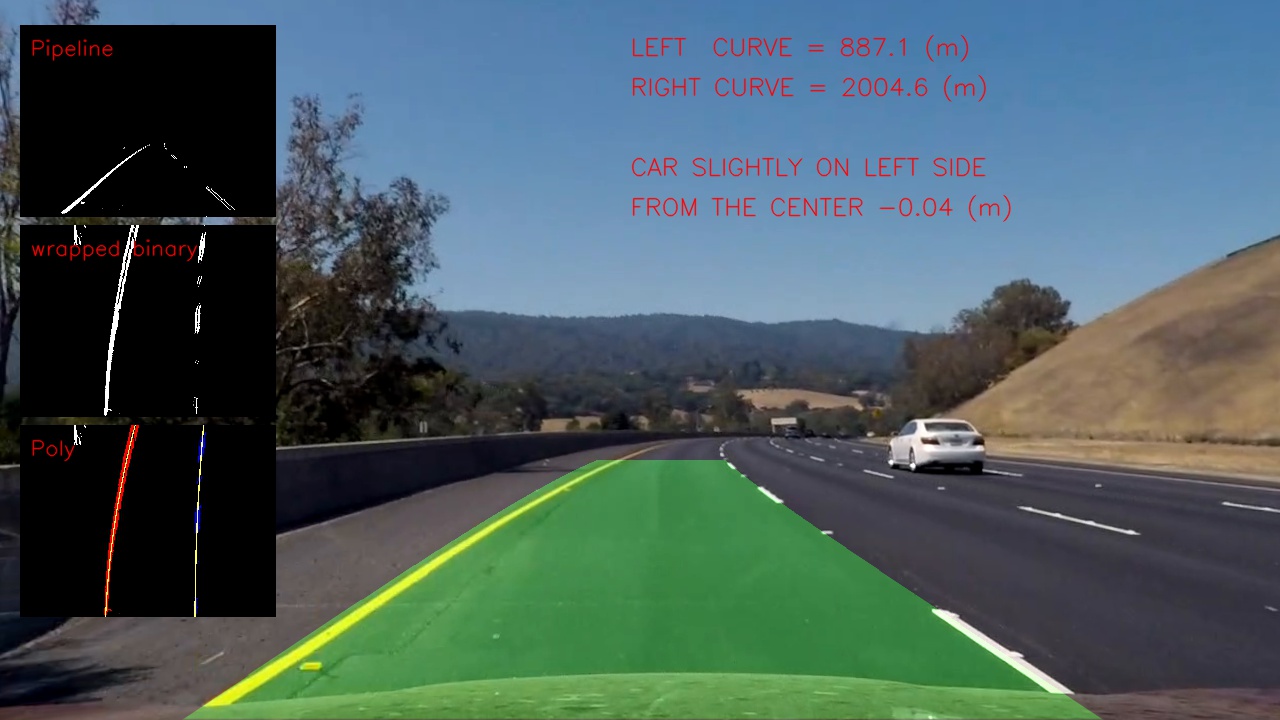 Pipeline
wrapped binary
Poly
LEFT CURVE = 887.1 (m)
RIGHT CURVE = 2004.6 (m)
CAR SLIGHTLY ON LEFT SIDE
FROM THE CENTER -0.04 (m)